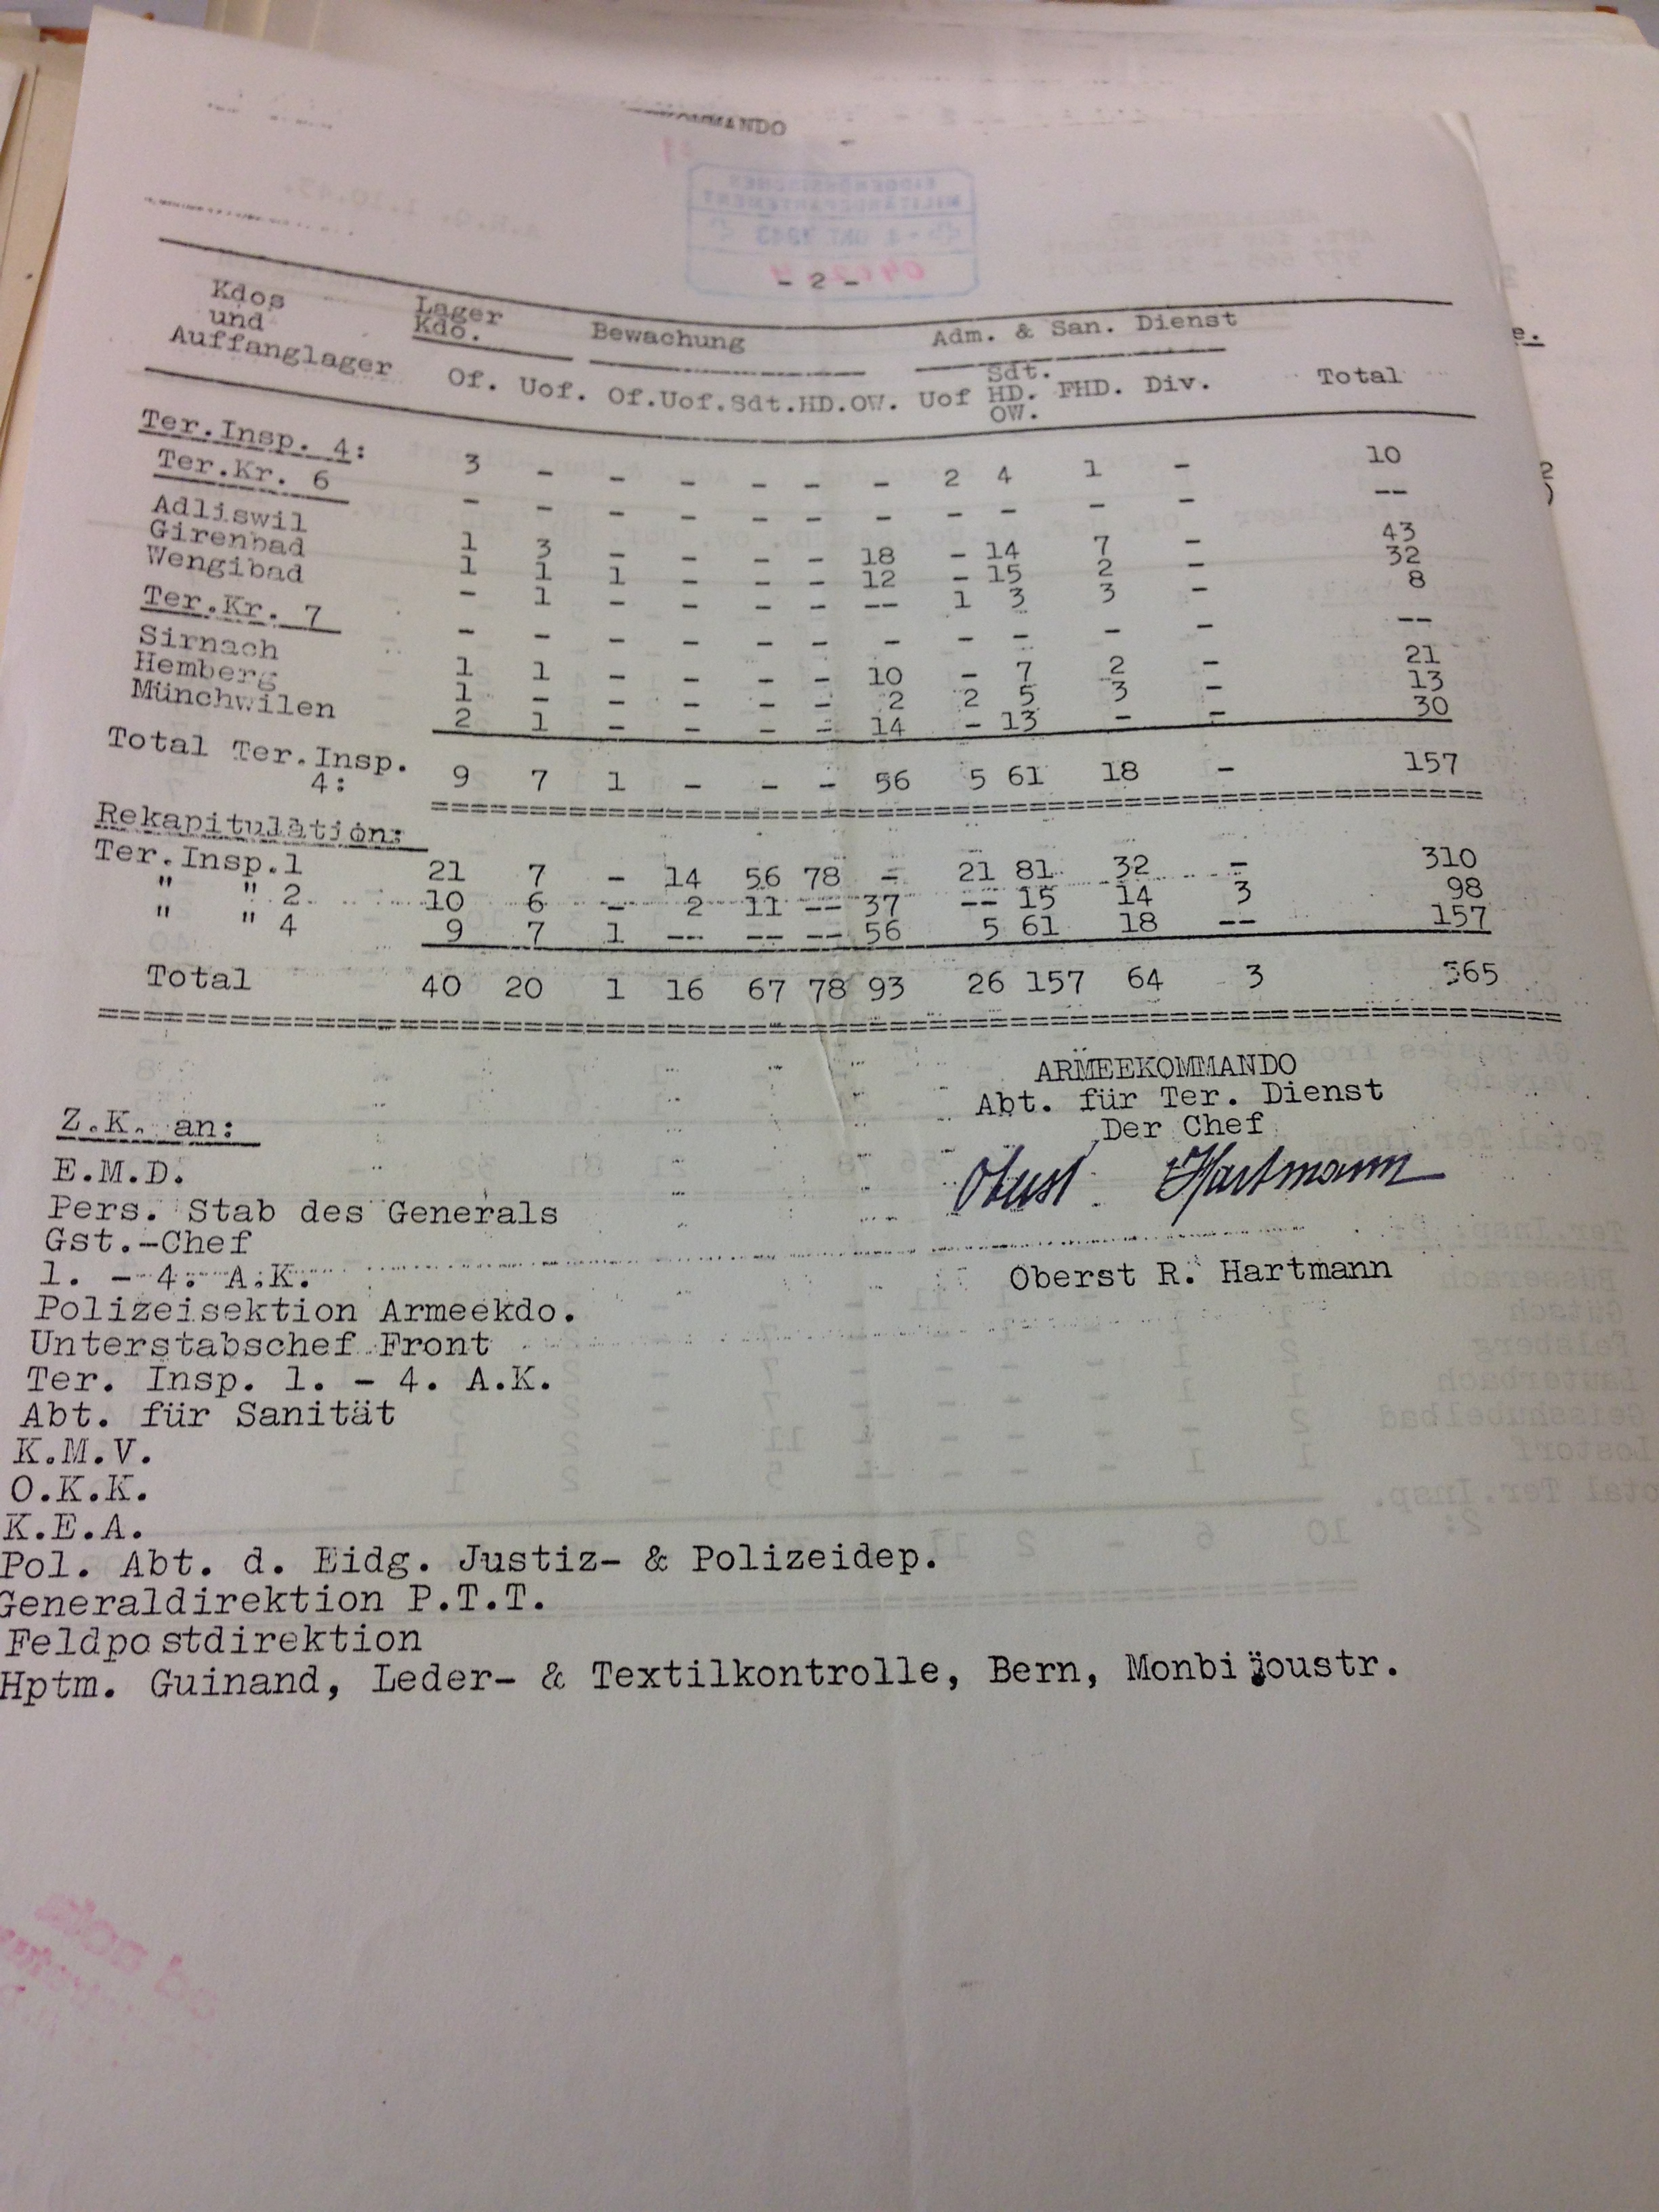 KOMMANDO
- 2 -
Kdos und Auffanglager Lager Kdo. Bewachung Adm. & San. Dienst Total
Of. Uof. Of. Uof. Sdt. HD. OW. Uof Sdt. HD. OW. FHD. Div.
Ter.Insp. 4: 3 - - - - - - 2 4 1 - 10
Ter.Kr. 6 - - - - - - - - - - - --
Adliswil 1 3 - - - - 18 - 14 7 - 43
Girenbad 1 1 1 - - - 12 - 15 2 - 32
Wengibad - 1 - - - - -- 1 3 3 - 8
Ter.Kr. 7 - - - - - - - - - - - --
Sirnach 1 1 - - - - 10 - 7 2 - 21
Hemberg 1 - - - - - 2 2 5 3 - 13
Münchwilen 2 1 - - - - 14 - 13 - - 30
Total Ter.Insp. 4: 9 7 1 - - - 56 5 61 18 - 157
Rekapitulation:
Ter.Insp.1 21 7 - 14 56 78 - 21 81 32 - 310
" " 2 10 6 - 2 11 -- 37 -- 15 14 3 98
" " 4 9 7 1 -- -- -- 56 5 61 18 -- 157
Total 40 20 1 16 67 78 93 26 157 64 3 565
ARMEEKOMMANDO
Abt. für Ter. Dienst
Der Chef
Oberst Hartmann
Oberst R. Hartmann
Z.K. an:
E.M.D.
Pers. Stab des Generals
Gst.-Chef
1. - 4. A.K.
Polizeisektion Armeekdo.
Unterstabschef Front
Ter. Insp. 1. - 4. A.K.
Abt. für Sanität
K.M.V.
O.K.K.
K.E.A.
Pol. Abt. d. Eidg. Justiz- & Polizeidep.
Generaldirektion P.T.T.
Feldpostdirektion
Hptm. Guinand, Leder- & Textilkontrolle, Bern, Monbijoustr.